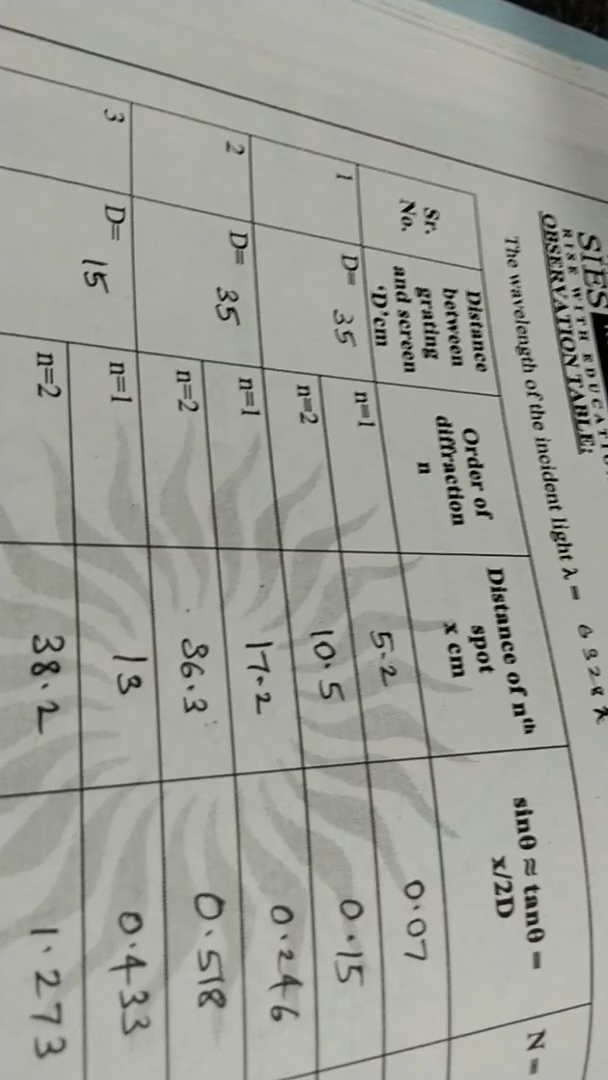 SIES
RISE WITH EDUCATIO
OBSERVATION TABLE:
The wavelength of the incident light λ = 6328 Å
Sr. No.
Distance between grating and screen 'D'cm
Order of diffraction n
Distance of nth spot x cm
sinθ ≈ tanθ = x/2D
N =
1 D= 35 n=1 5.2 0.07
n=2 10.5 0.15
2 D= 35 n=1 17.2 0.246
n=2 36.3 0.518
3 D= 15 n=1 13 0.433
n=2 38.2 1.273